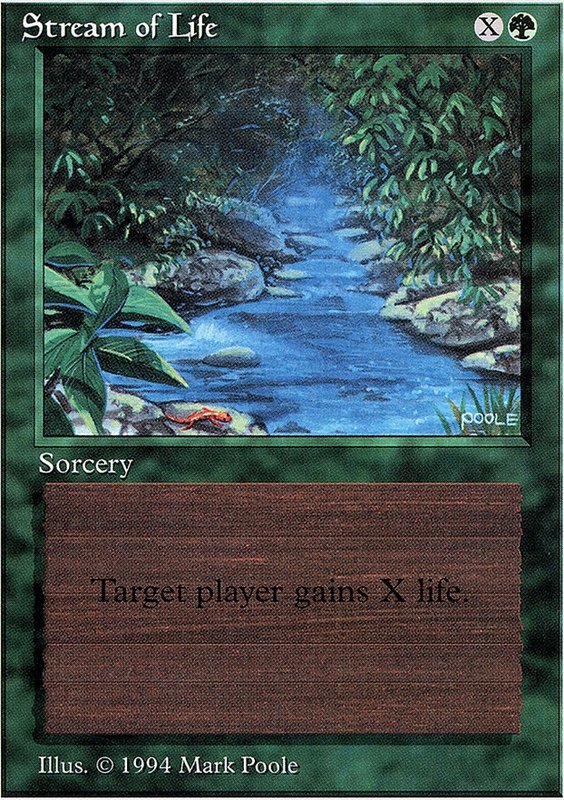 Stream of Life X
POOLE
Sorcery
Target player gains X life.
Illus. © 1994 Mark Poole